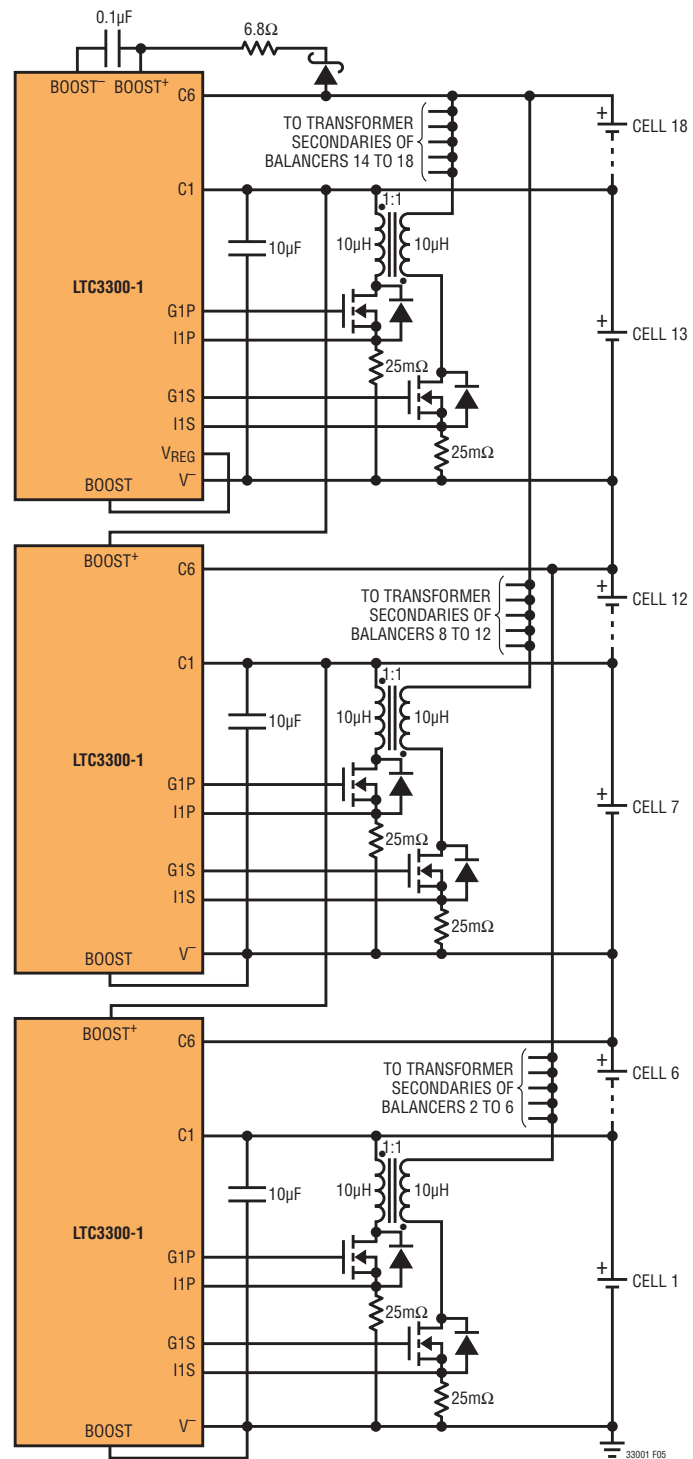 0.1µF
6.8Ω
BOOST⁻ BOOST⁺
C6
TO TRANSFORMER
SECONDARIES OF
BALANCERS 14 TO 18
+
CELL 18
C1
1:1
10µF
10µH
10µH
LTC3300-1
G1P
I1P
+
CELL 13
25mΩ
G1S
I1S
25mΩ
VREG
V⁻
BOOST
BOOST⁺
C6
TO TRANSFORMER
SECONDARIES OF
BALANCERS 8 TO 12
+
CELL 12
C1
1:1
10µF
10µH
10µH
LTC3300-1
G1P
I1P
+
CELL 7
25mΩ
G1S
I1S
25mΩ
V⁻
BOOST
BOOST⁺
C6
TO TRANSFORMER
SECONDARIES OF
BALANCERS 2 TO 6
+
CELL 6
C1
1:1
10µF
10µH
10µH
LTC3300-1
G1P
I1P
+
CELL 1
25mΩ
G1S
I1S
25mΩ
V⁻
BOOST
33001 F05